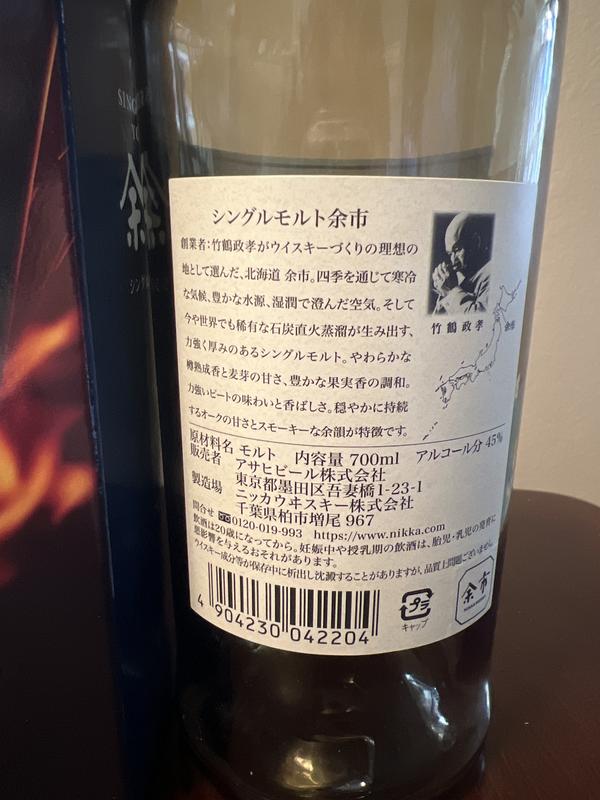 SING
余
シン
シングルモルト余市
創業者:竹鶴政孝がウイスキーづくりの理想の
地として選んだ、北海道 余市。四季を通じて寒冷
な気候、豊かな水源、湿潤で澄んだ空気。そして
今や世界でも稀有な石炭直火蒸溜が生み出す、
力強く厚みのあるシングルモルト。やわらかな
樽熟成香と麦芽の甘さ、豊かな果実香の調和。
力強いピートの味わいと香ばしさ。穏やかに持続
するオークの甘さとスモーキーな余韻が特徴です。
竹鶴政孝
余市
原材料名 モルト 内容量 700ml アルコール分 45%
販売者 アサヒビール株式会社
東京都墨田区吾妻橋1-23-1
製造場 ニッカウヰスキー株式会社
千葉県柏市増尾 967
問合せ 0120-019-993 https://www.nikka.com
飲酒は20歳になってから。妊娠中や授乳期の飲酒は、胎児・乳児の発育に
悪影響を与えるおそれがあります。
ウイスキー成分等が保存中に析出し沈澱することがありますが、品質上問題ございません。
4 904230 042204
プラ
キャップ
余市